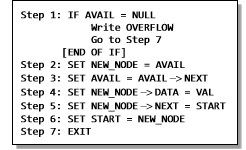 Step 1: IF AVAIL = NULL
Write OVERFLOW
Go to Step 7
[END OF IF]
Step 2: SET NEW_NODE = AVAIL
Step 3: SET AVAIL = AVAIL->NEXT
Step 4: SET NEW_NODE->DATA = VAL
Step 5: SET NEW_NODE->NEXT = START
Step 6: SET START = NEW_NODE
Step 7: EXIT